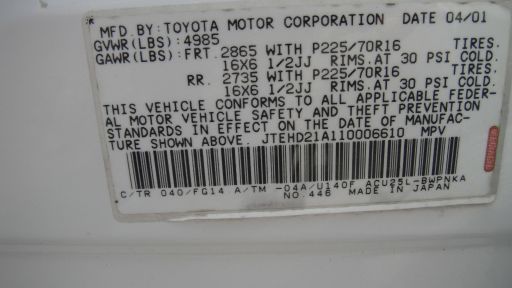 MFD.BY:TOYOTA MOTOR CORPORATION DATE 04/01
GVWR(LBS):4985
GAWR(LBS):FRT.2865 WITH P225/70R16 TIRES.
16X6 1/2JJ RIMS.AT 30 PSI COLD.
RR. 2735 WITH P225/70R16 TIRES.
16X6 1/2JJ RIMS.AT 30 PSI COLD.
THIS VEHICLE CONFORMS TO ALL APPLICABLE FEDER-
AL MOTOR VEHICLE SAFETY AND THEFT PREVENTION
STANDARDS IN EFFECT ON THE DATE OF MANUFAC-
TURE SHOWN ABOVE. JTEHD21A110006610 MPV
C/TR 040/FG14 A/TM -04A/U140F ACU25L-BWPNKA
NO.446 MADE IN JAPAN